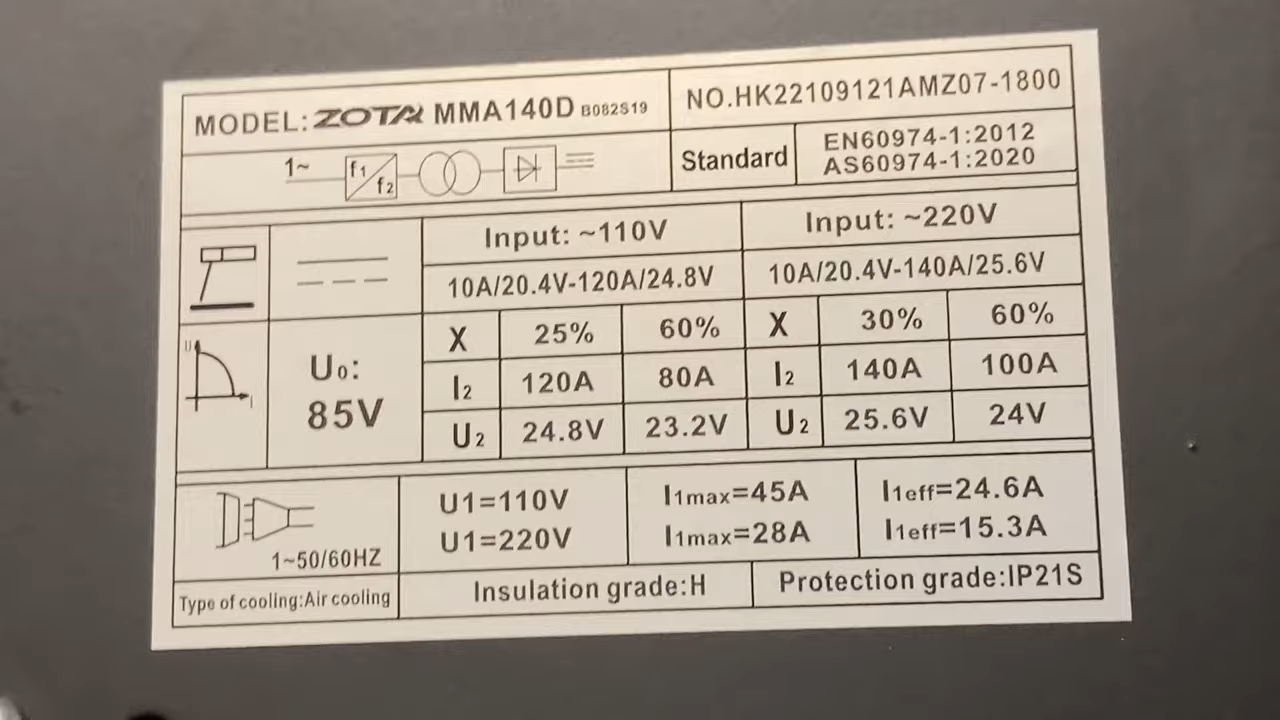 MODEL: ZOTAI MMA140D B082S19
NO.HK22109121AMZ07-1800
1~ f1 f2
Standard
EN60974-1:2012
AS60974-1:2020
Input: ~110V
Input: ~220V
10A/20.4V-120A/24.8V
10A/20.4V-140A/25.6V
X 25% 60% X 30% 60%
U I
U0:
85V
I2 120A 80A I2 140A 100A
U2 24.8V 23.2V U2 25.6V 24V
1~50/60HZ
U1=110V I1max=45A I1eff=24.6A
U1=220V I1max=28A I1eff=15.3A
Type of cooling:Air cooling
Insulation grade:H
Protection grade:IP21S